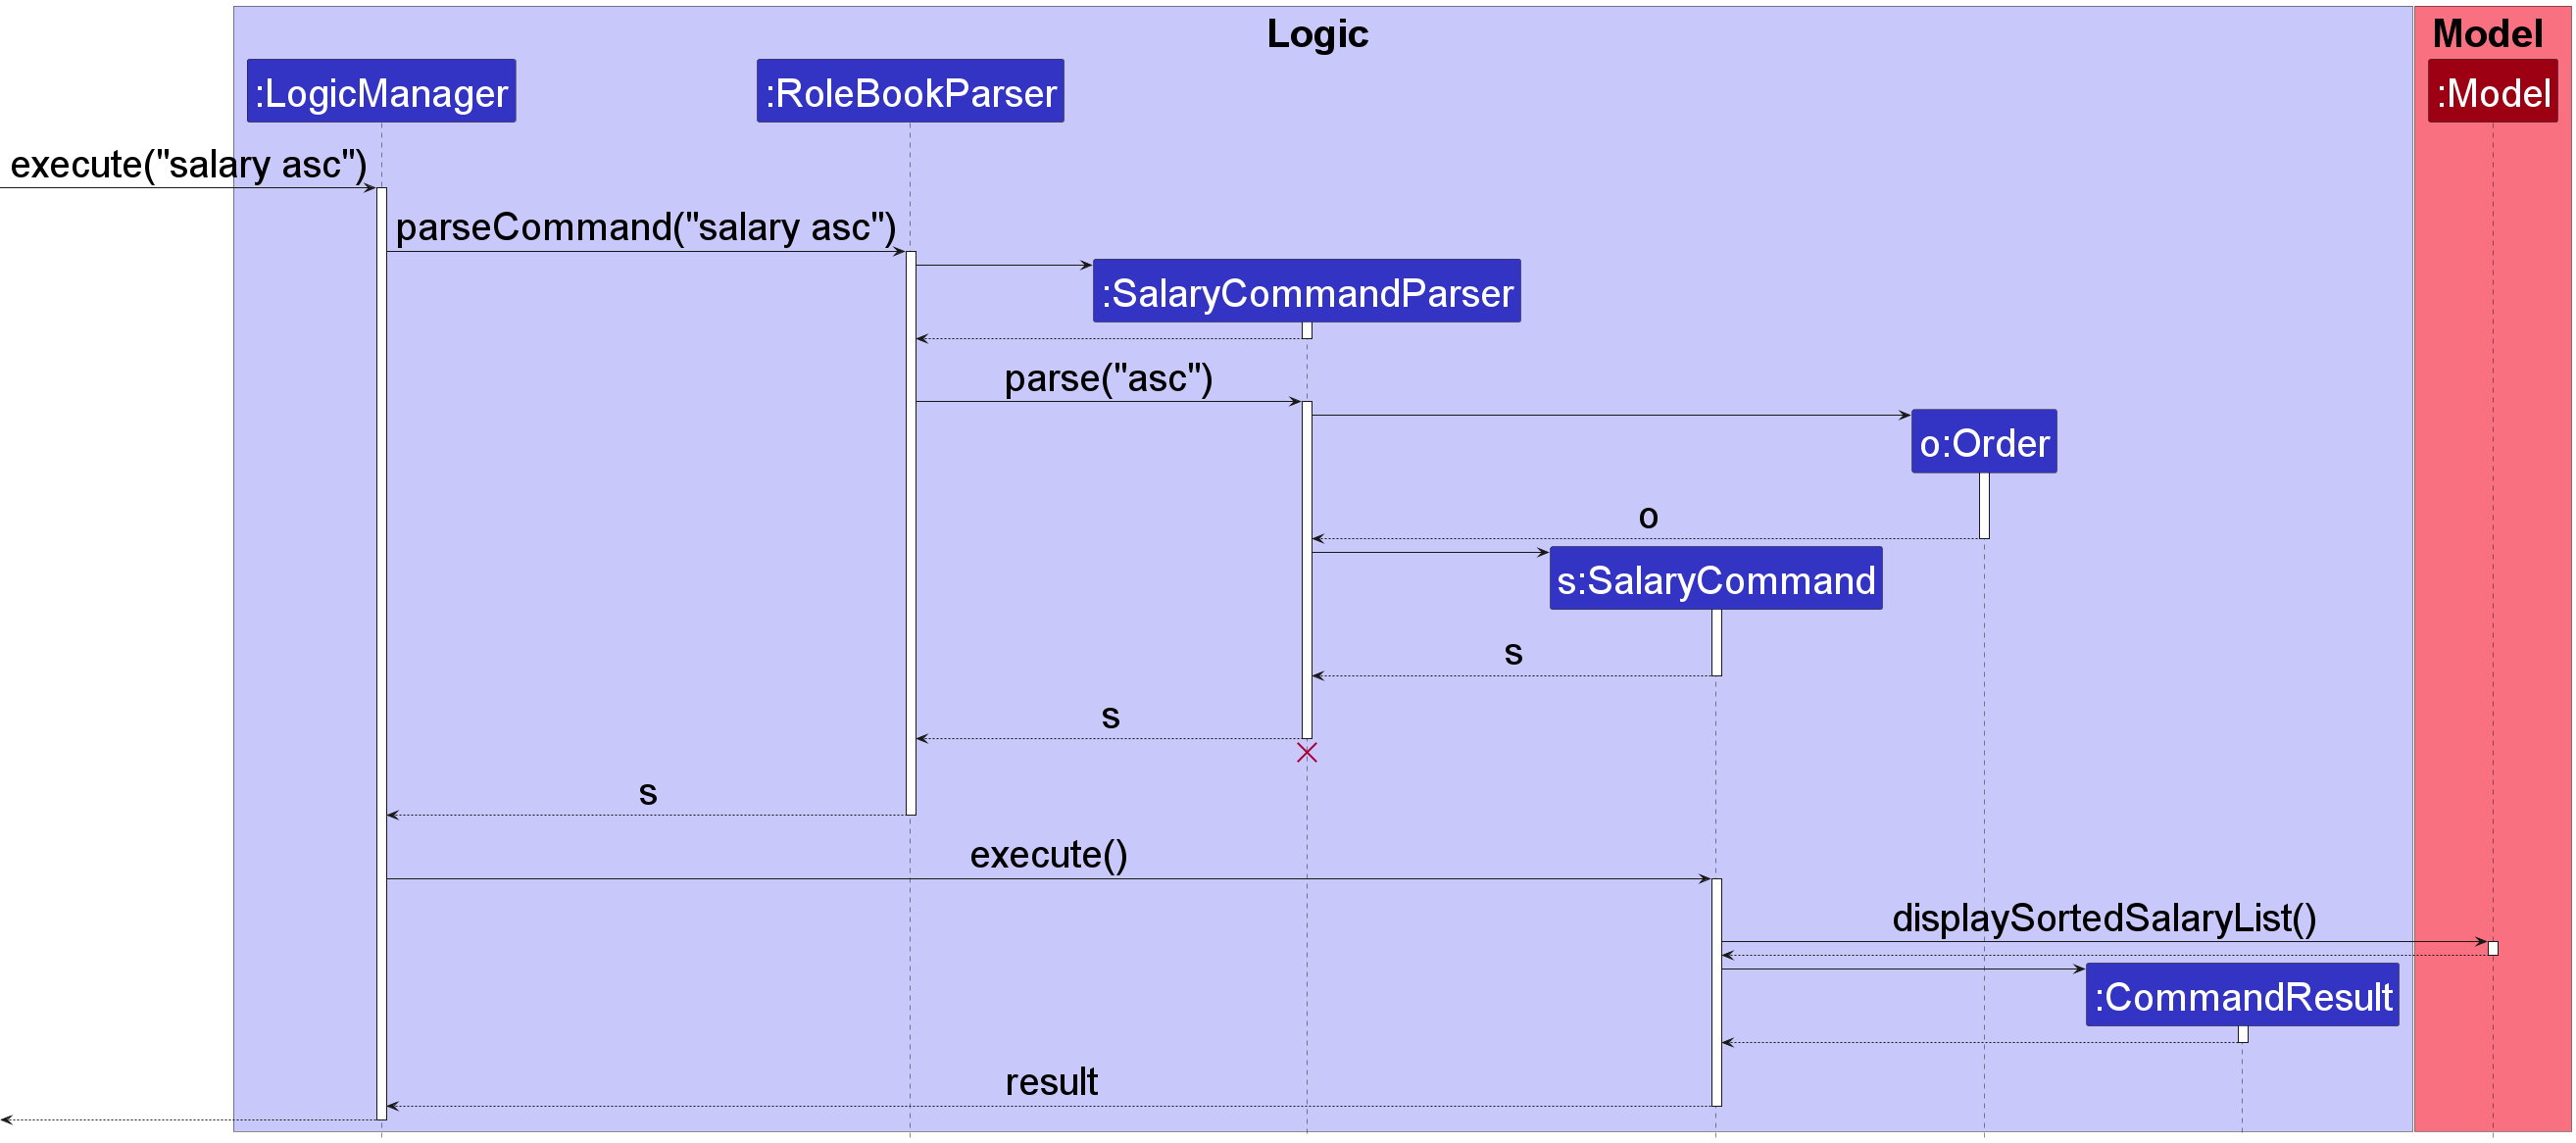 Logic
Model
:LogicManager
:RoleBookParser
:Model
execute("salary asc")
parseCommand("salary asc")
:SalaryCommandParser
parse("asc")
o:Order
o
s:SalaryCommand
s
s
s
execute()
displaySortedSalaryList()
:CommandResult
result